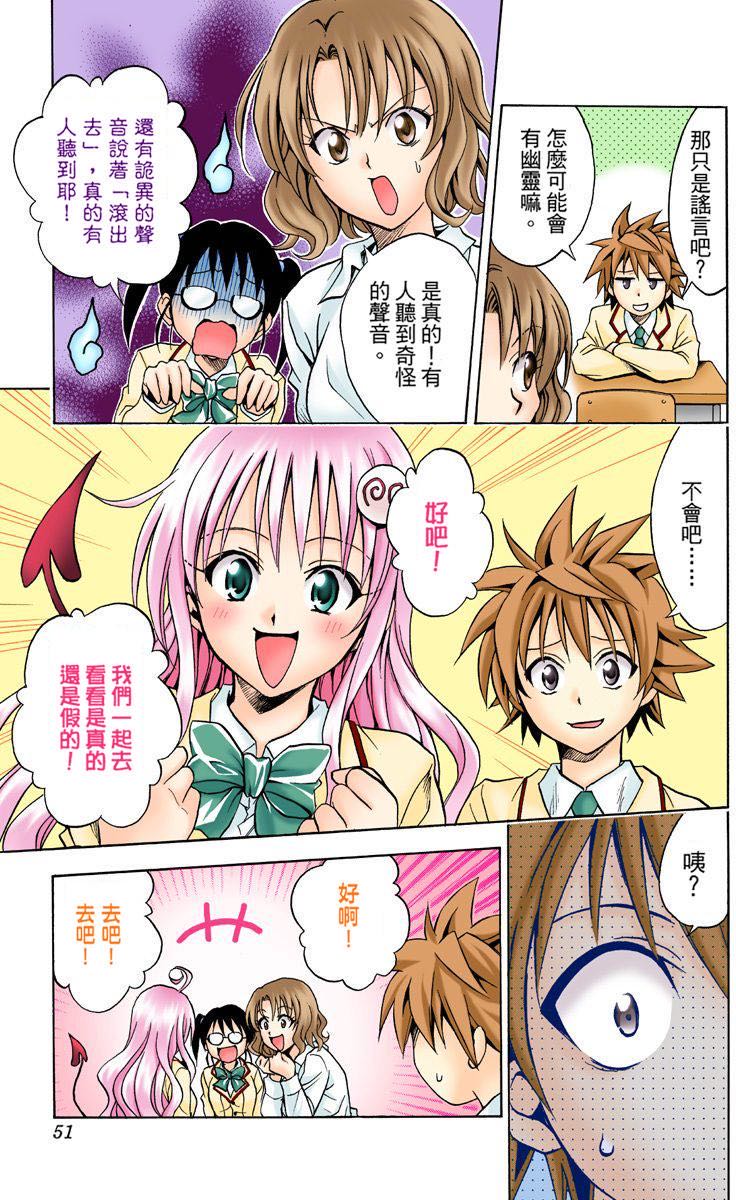 那只是謠言吧？
怎麼可能會
有幽靈嘛。
是真的！有
人聽到奇怪
的聲音。
還有詭異的聲
音說著「滾出
去」，真的有
人聽到耶！
不會吧……
好吧！
我們一起去
看看是真的
還是假的！
咦？
好啊！
去吧！
去吧！
51